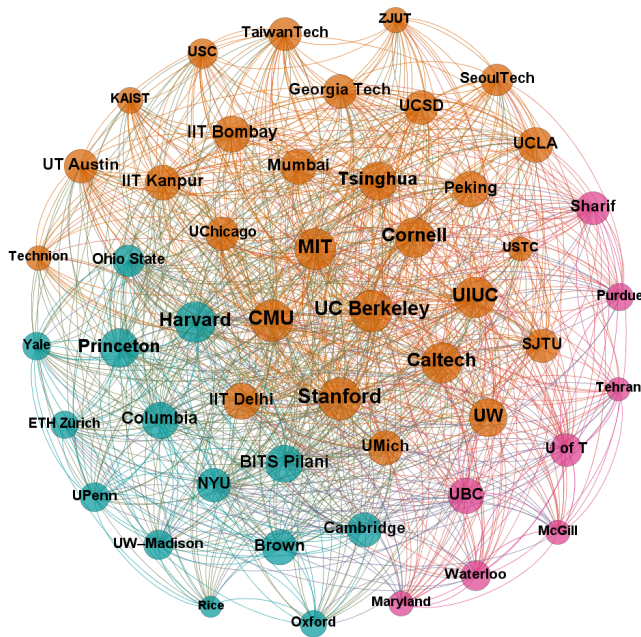 ZJUT
TaiwanTech
USC
SeoulTech
Georgia Tech
KAIST
UCSD
IIT Bombay
UCLA
UT Austin
Mumbai
IIT Kanpur
Tsinghua
Peking
Sharif
UChicago
Cornell
MIT
USTC
Technion
Ohio State
Purdue
UIUC
UC Berkeley
CMU
Harvard
Yale
Princeton
SJTU
Caltech
Tehran
Stanford
IIT Delhi
UW
Columbia
ETH Zürich
UMich
U of T
BITS Pilani
NYU
UBC
UPenn
Cambridge
McGill
UW–Madison
Brown
Waterloo
Maryland
Rice
Oxford